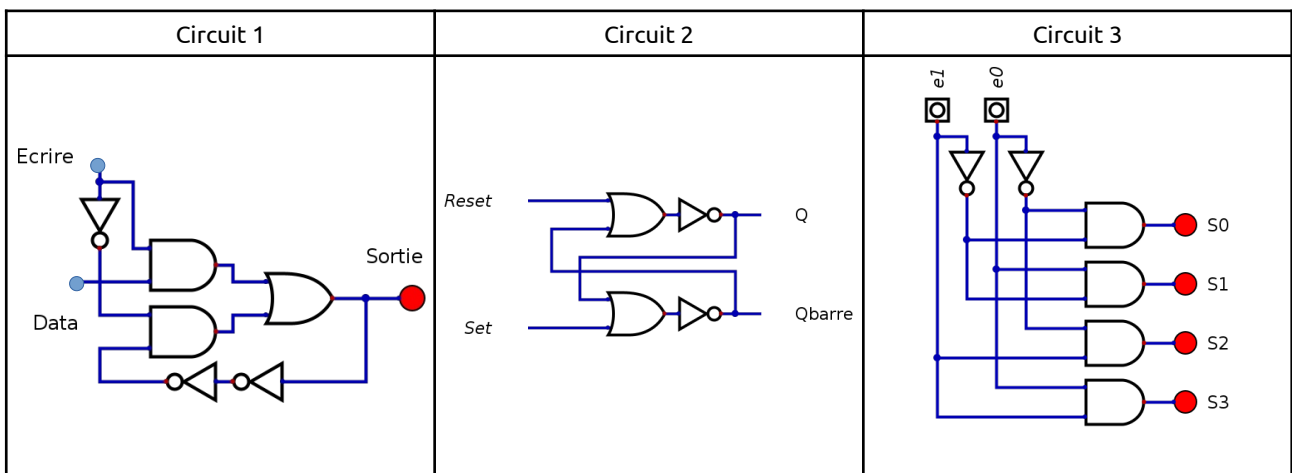 Circuit 1
Circuit 2
Circuit 3
Ecrire
Data
Sortie
Reset
Set
Q
Qbarre
e1
e0
S0
S1
S2
S3